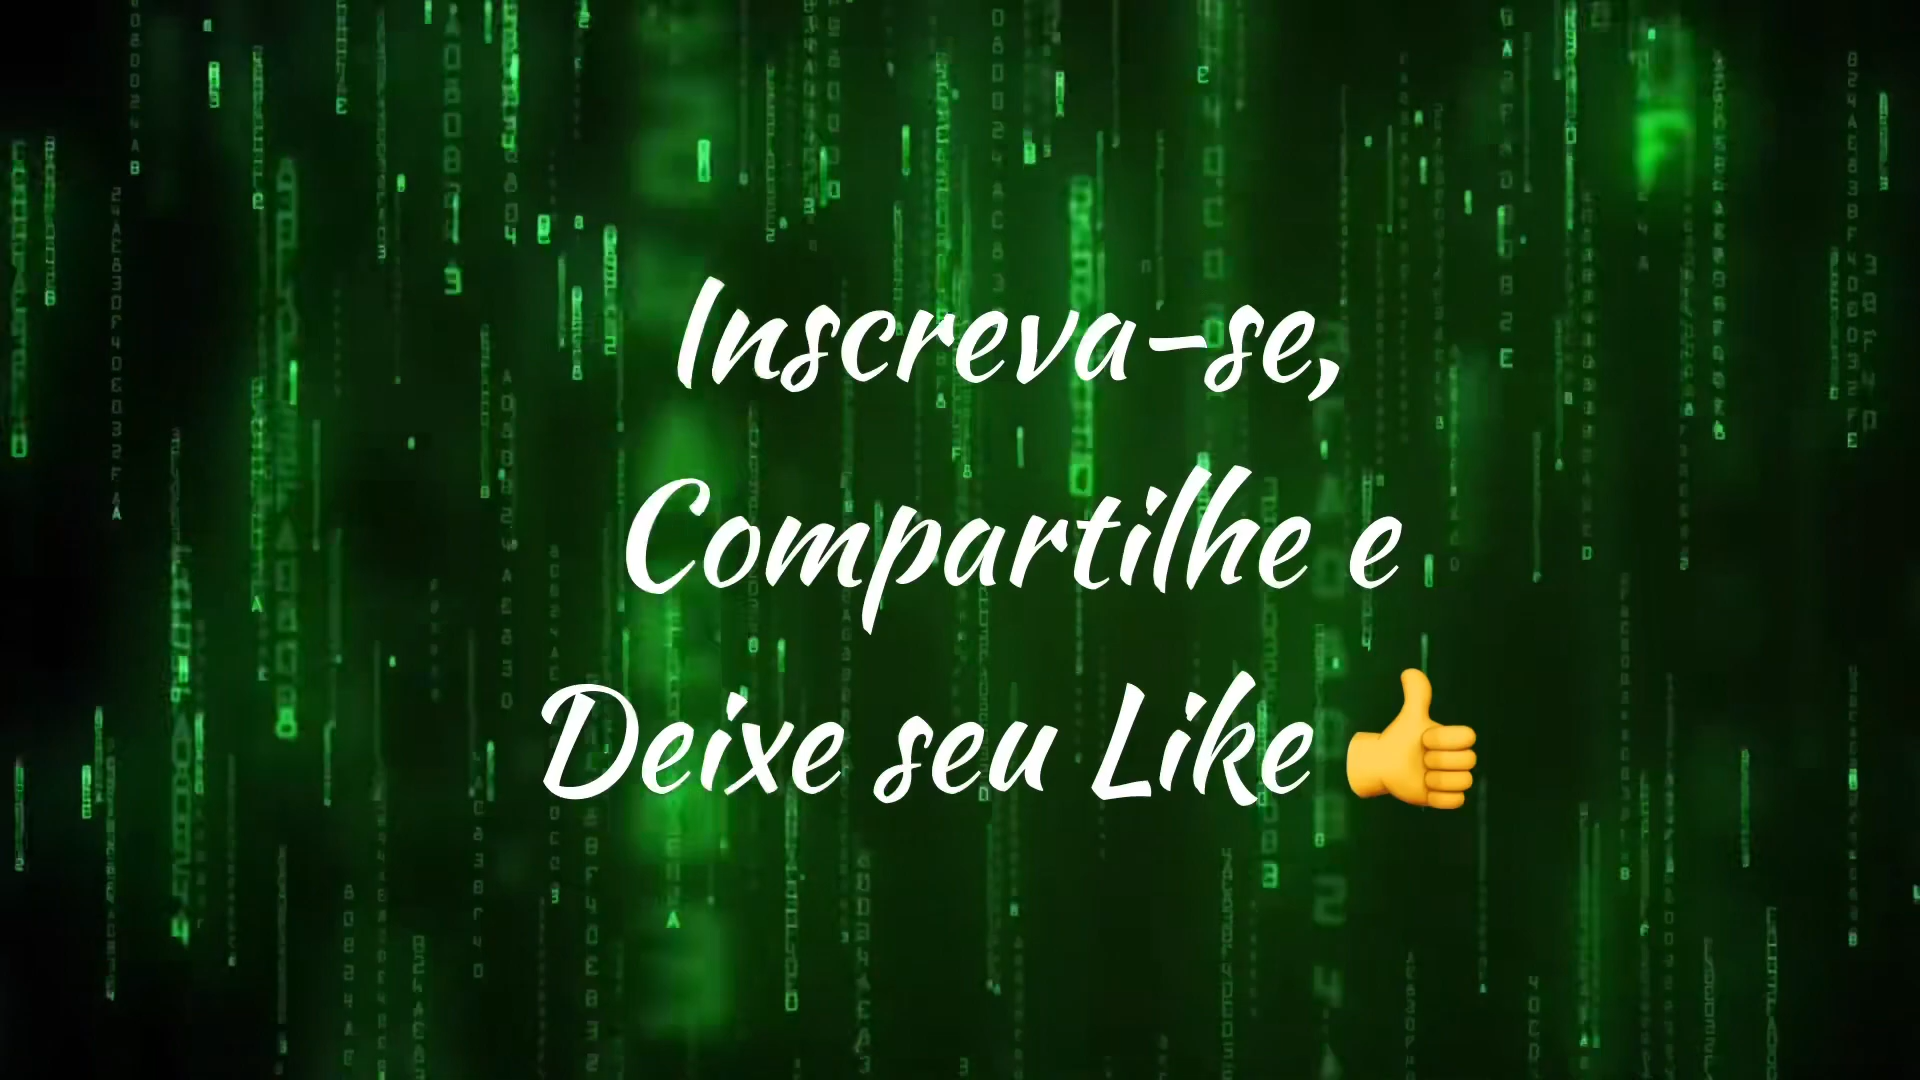 Inscreva-se,
Compartilhe e
Deixe seu Like 👍